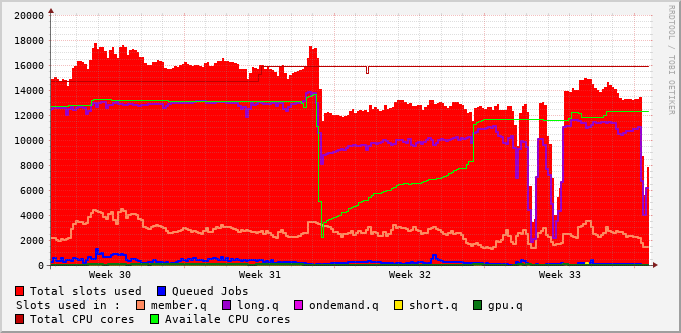 20000
18000
16000
14000
12000
10000
8000
6000
4000
2000
0
Week 30 Week 31 Week 32 Week 33
RRDTOOL / TOBI OETIKER
Total slots used Queued Jobs
Slots used in : member.q long.q ondemand.q short.q gpu.q
Total CPU cores Availale CPU cores